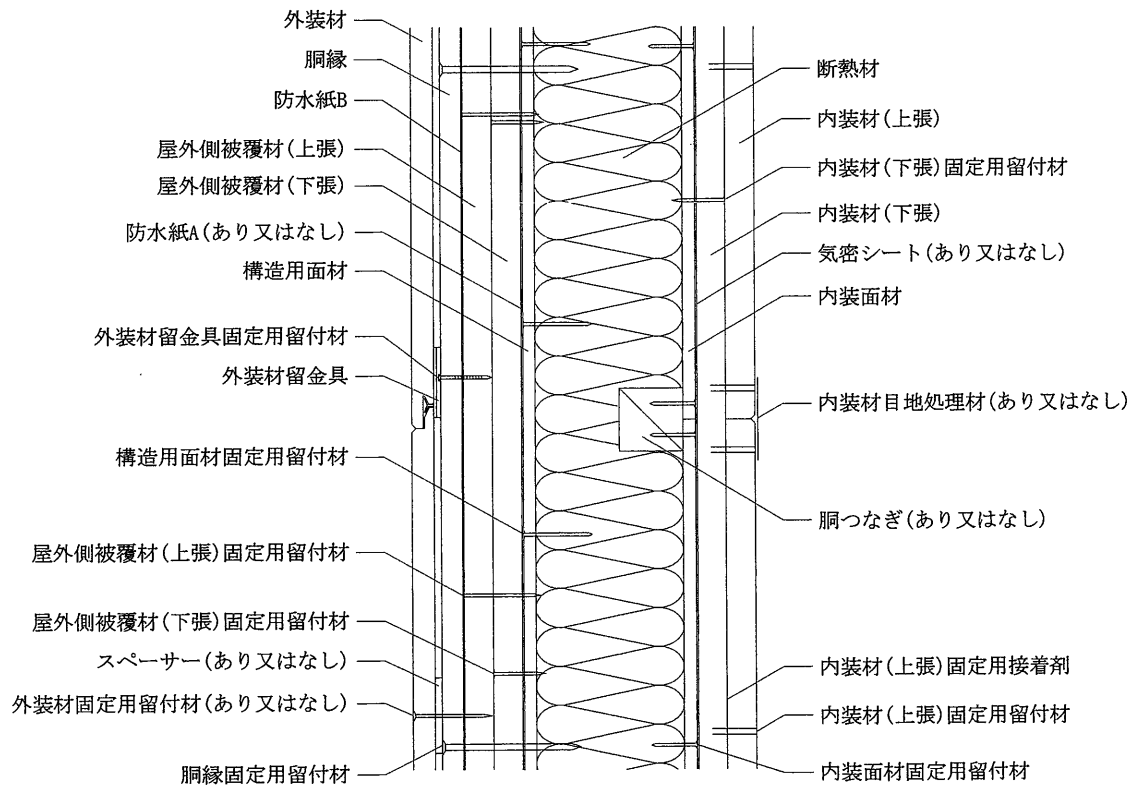 外装材
胴縁
防水紙B
屋外側被覆材(上張)
屋外側被覆材(下張)
防水紙A(あり又はなし)
構造用面材
外装材留金具固定用留付材
外装材留金具
構造用面材固定用留付材
屋外側被覆材(上張)固定用留付材
屋外側被覆材(下張)固定用留付材
スペーサー(あり又はなし)
外装材固定用留付材(あり又はなし)
胴縁固定用留付材
断熱材
内装材(上張)
内装材(下張)固定用留付材
内装材(下張)
気密シート(あり又はなし)
内装面材
内装材目地処理材(あり又はなし)
胴つなぎ(あり又はなし)
内装材(上張)固定用接着剤
内装材(上張)固定用留付材
内装面材固定用留付材